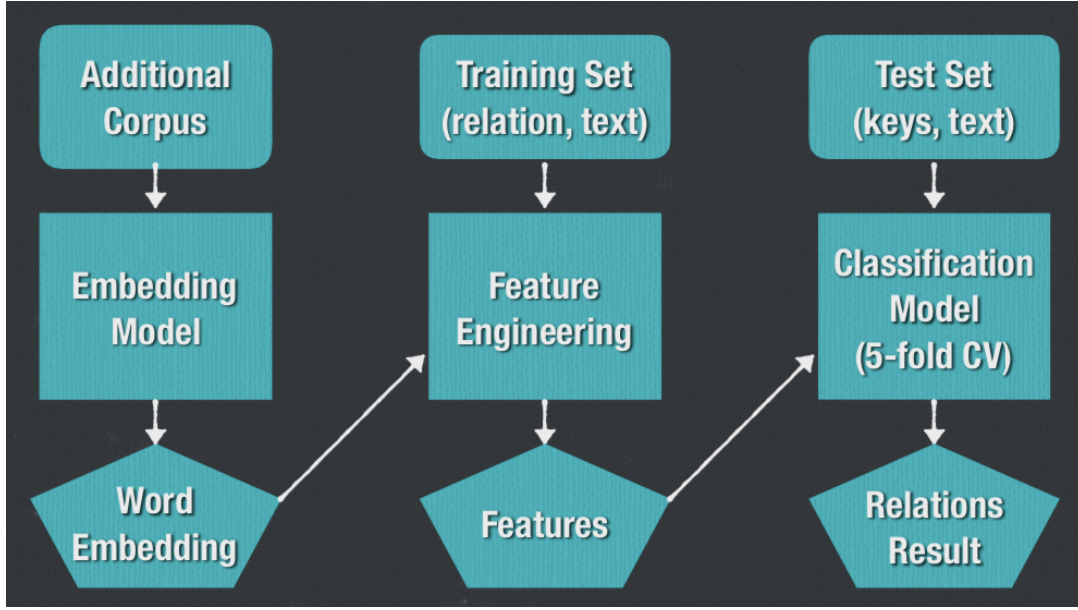 Additional
Corpus
Embedding
Model
Word
Embedding
Training Set
(relation, text)
Feature
Engineering
Features
Test Set
(keys, text)
Classification
Model
(5-fold CV)
Relations
Result